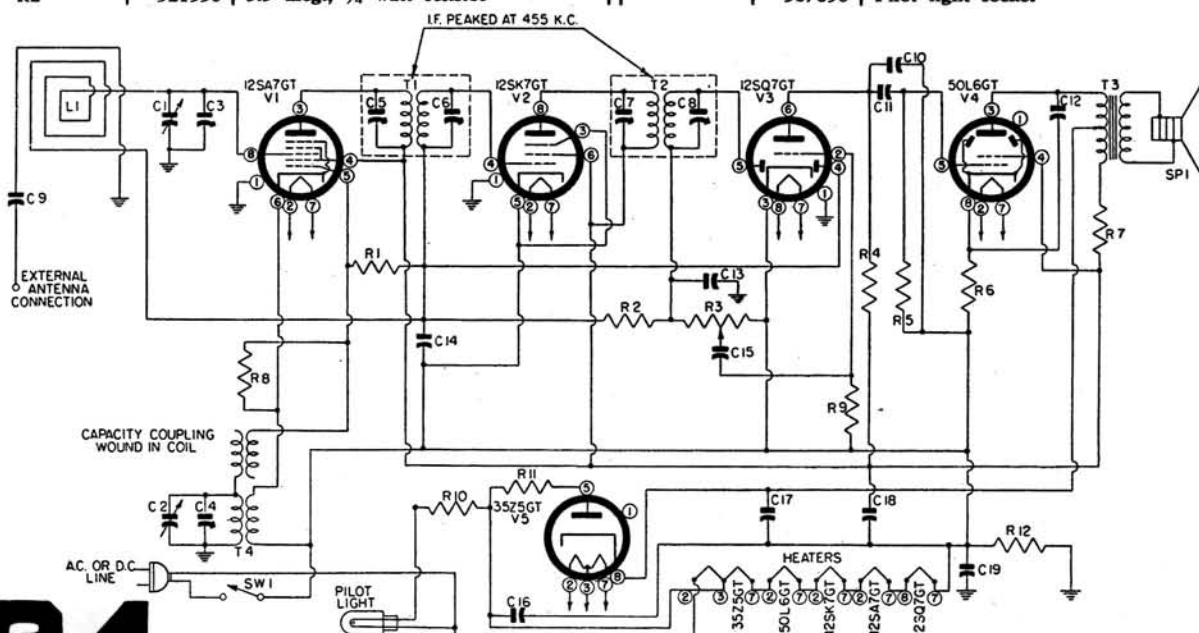 I.F. PEAKED AT 455 K.C.
12SA7GT
V1
T1
12SK7GT
V2
T2
12SQ7GT
V3
C10
C11
50L6GT
V4
C12
T3
L1
C1
C3
C5
C6
C7
C8
SP1
C9
EXTERNAL
ANTENNA
CONNECTION
R1
C13
R4
R5
R6
R7
R2
R3
C14
C15
R8
R9
CAPACITY COUPLING
WOUND IN COIL
C2
C4
T4
R10
R11
35Z5GT
V5
C17
C18
R12
C19
A.C. OR D.C.
LINE
SW1
PILOT
LIGHT
C16
HEATERS
35Z5GT
50L6GT
12SK7GT
12SA7GT
12SQ7GT